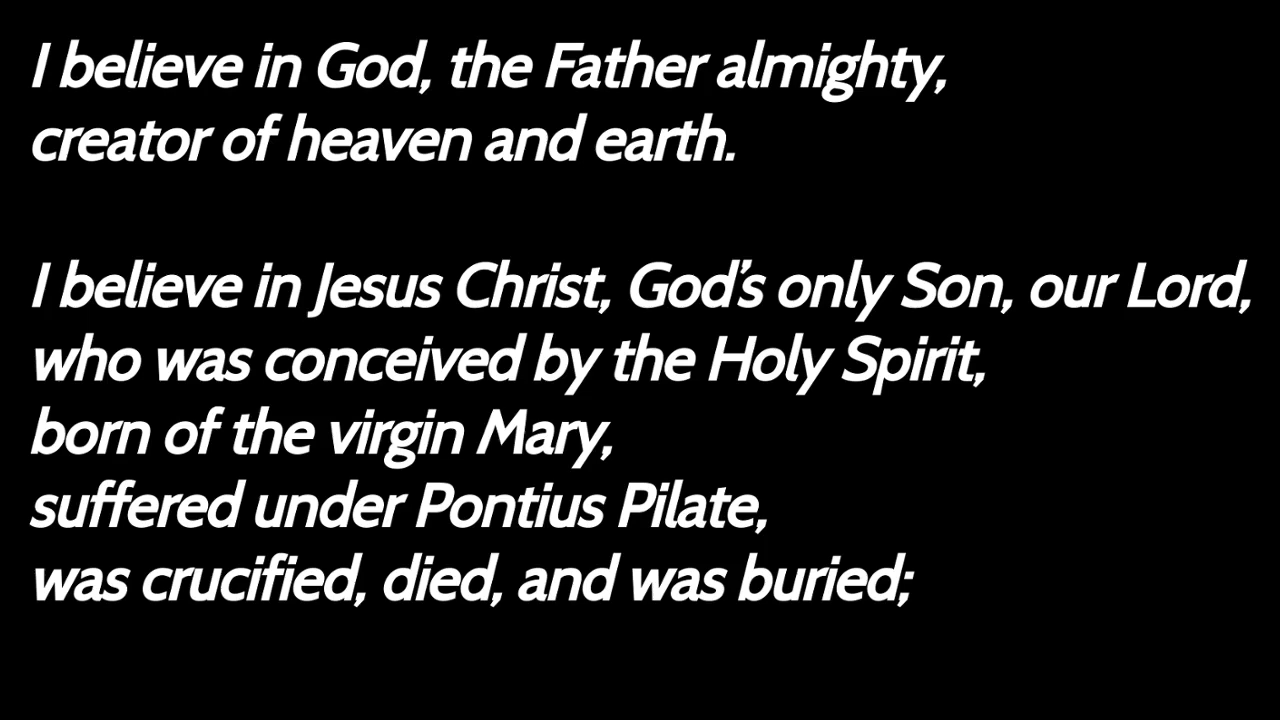 I believe in God, the Father almighty,
creator of heaven and earth.
I believe in Jesus Christ, God’s only Son, our Lord,
who was conceived by the Holy Spirit,
born of the virgin Mary,
suffered under Pontius Pilate,
was crucified, died, and was buried;